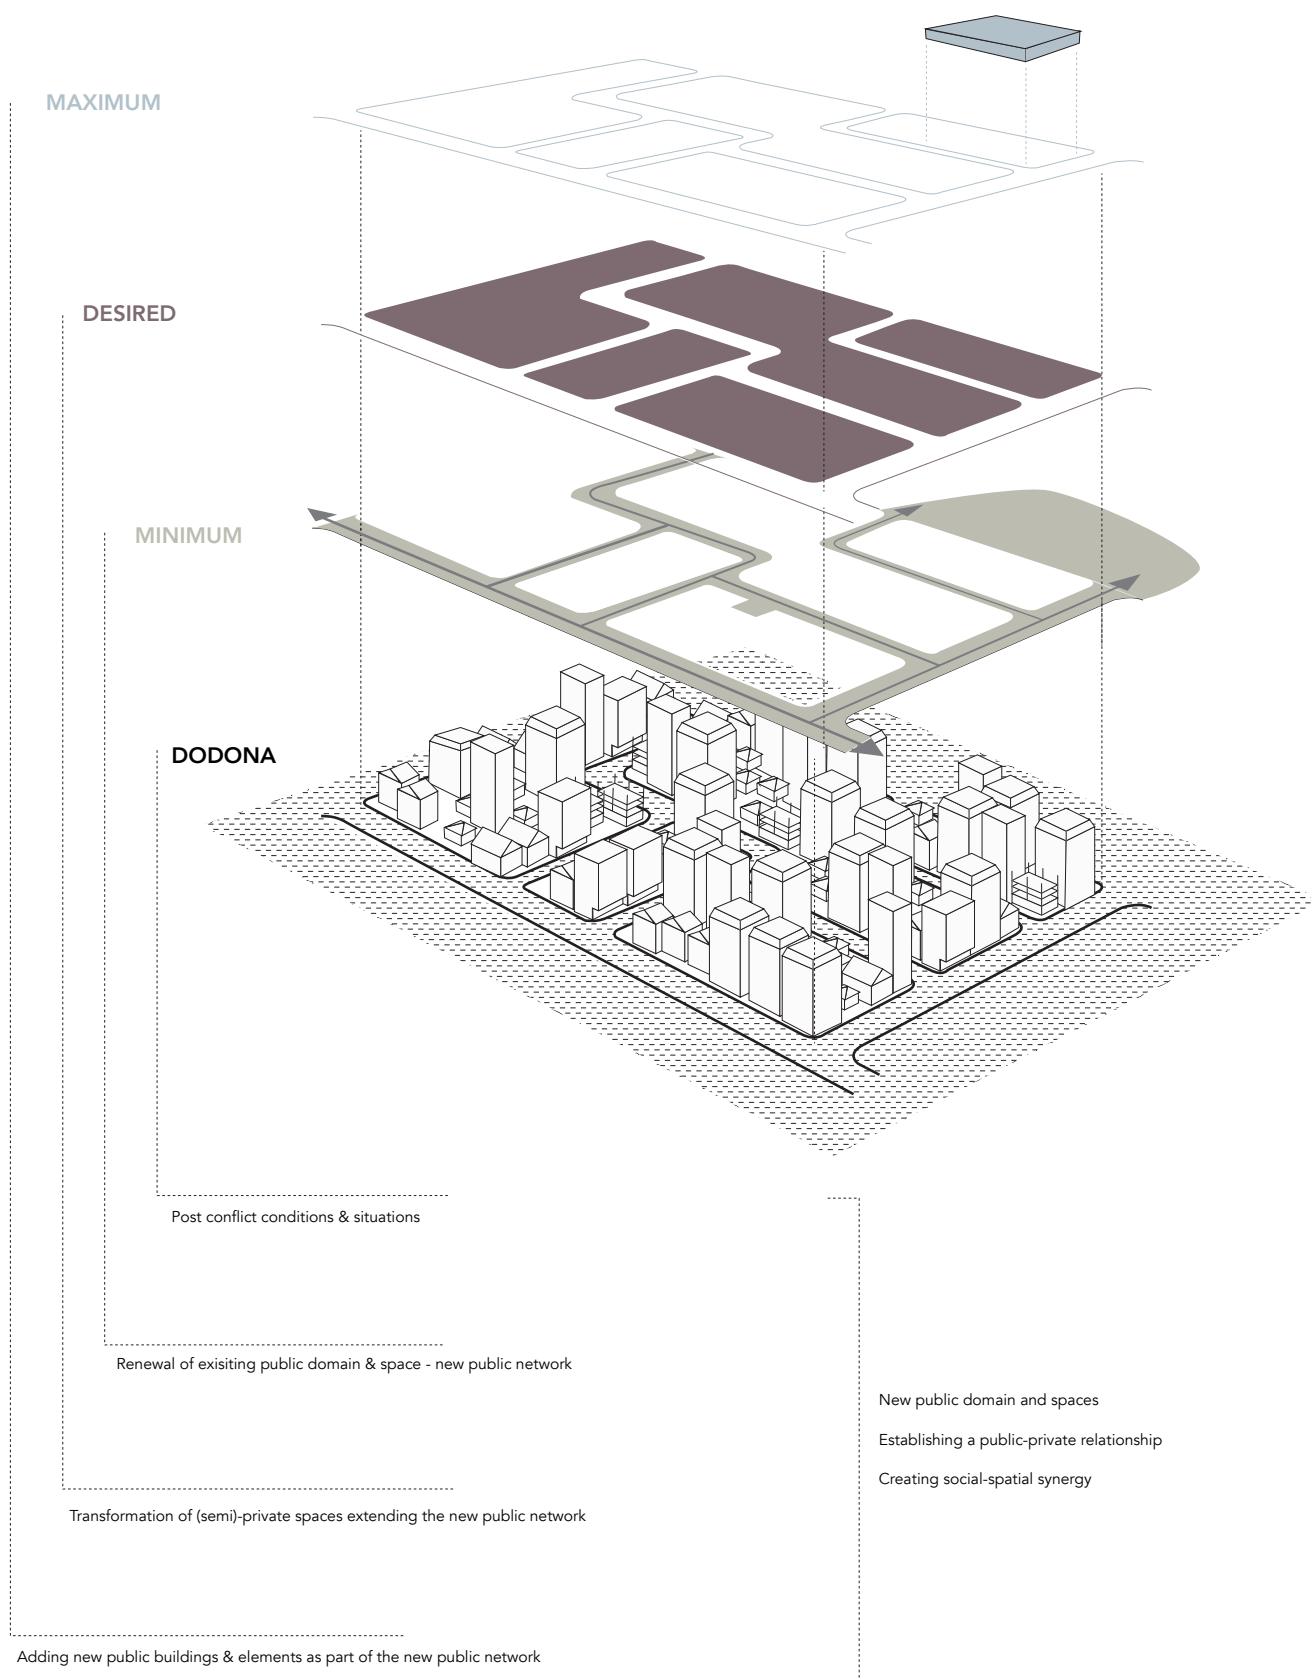 MAXIMUM
DESIRED
MINIMUM
DODONA
Post conflict conditions & situations
Renewal of exisiting public domain & space - new public network
New public domain and spaces
Establishing a public-private relationship
Creating social-spatial synergy
Transformation of (semi)-private spaces extending the new public network
Adding new public buildings & elements as part of the new public network